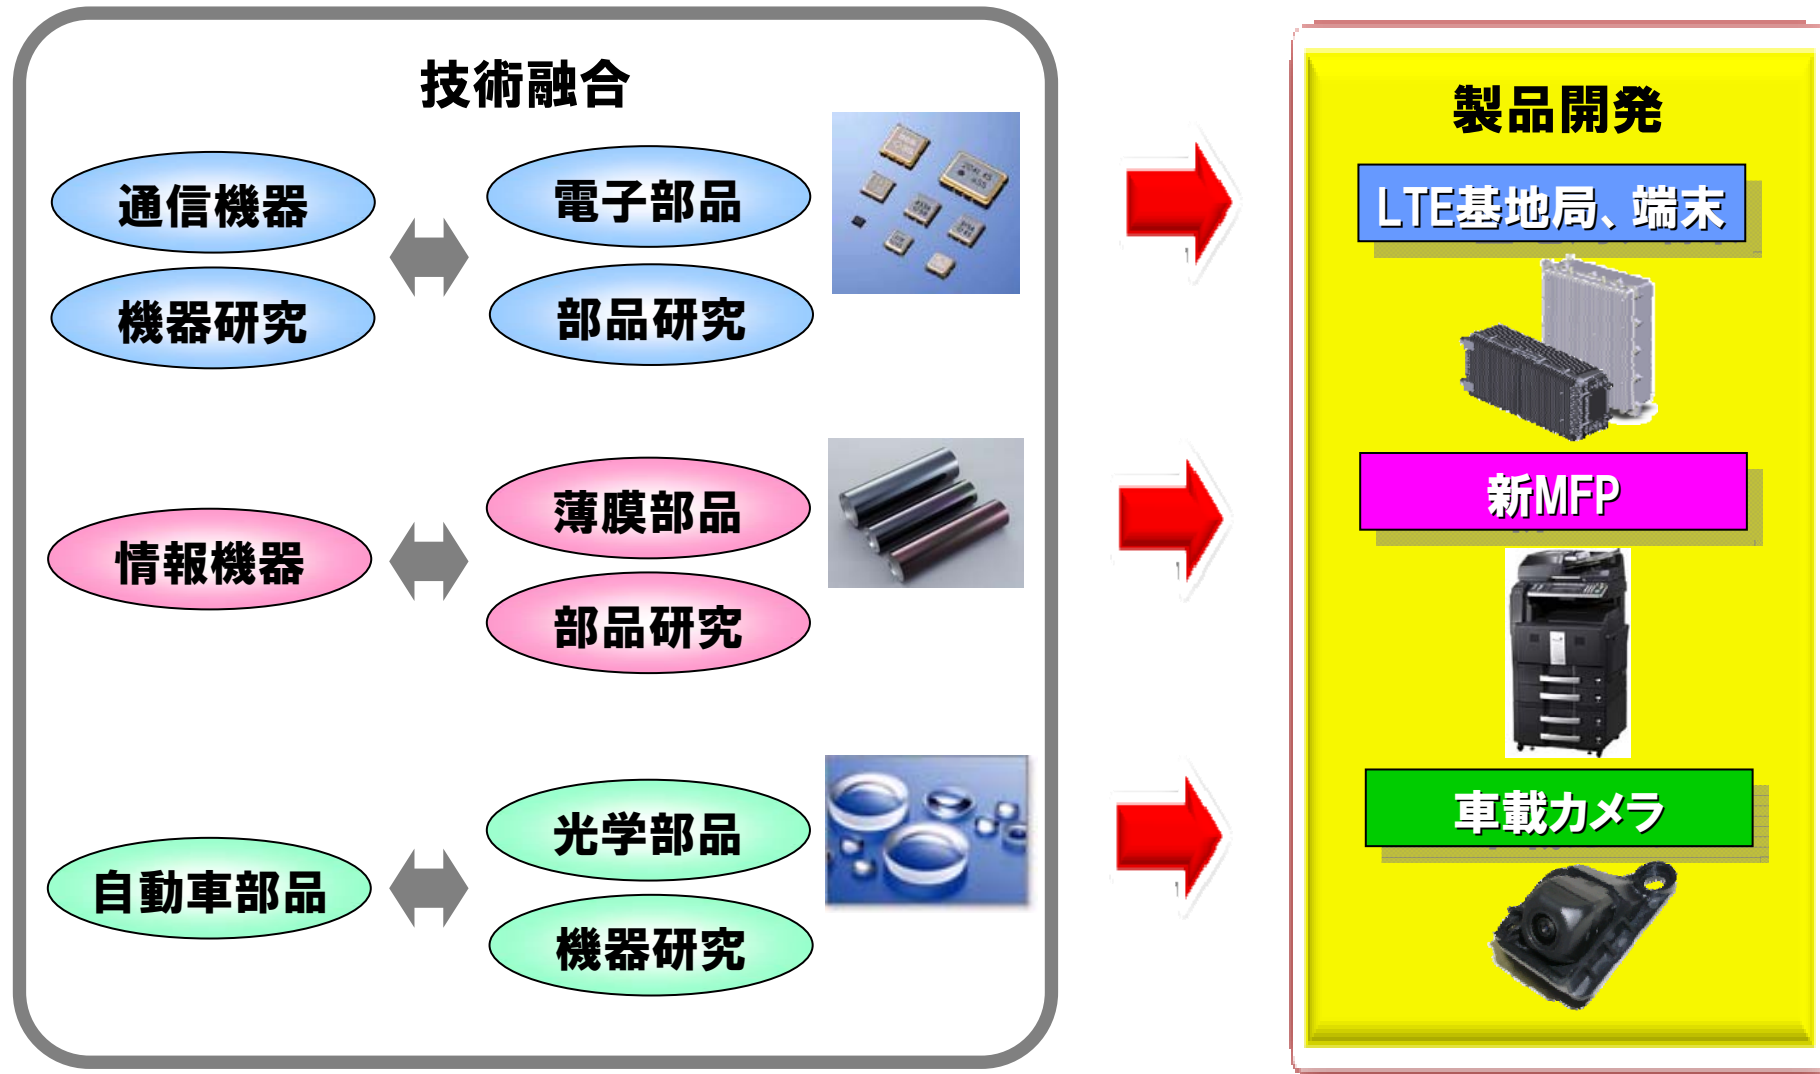 技術融合
通信機器
電子部品
機器研究
部品研究
薄膜部品
情報機器
部品研究
光学部品
自動車部品
機器研究
製品開発
LTE基地局、端末
新MFP
車載カメラ